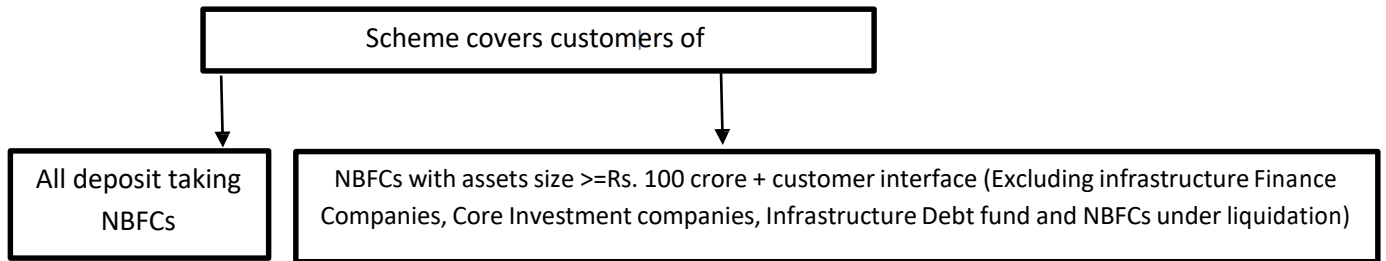 Scheme covers customers of
All deposit taking
NBFCs
NBFCs with assets size >=Rs. 100 crore + customer interface (Excluding infrastructure Finance
Companies, Core Investment companies, Infrastructure Debt fund and NBFCs under liquidation)